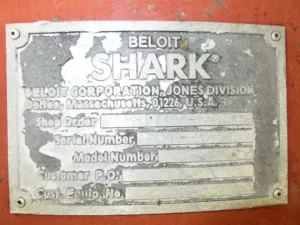 BELOIT
SHARK®
BELOIT CORPORATION, JONES DIVISION
Dalton, Massachusetts, 01226, U.S.A.
Shop Order
Serial Number
Model Number
Customer P.O.
Cust. Equip. No.